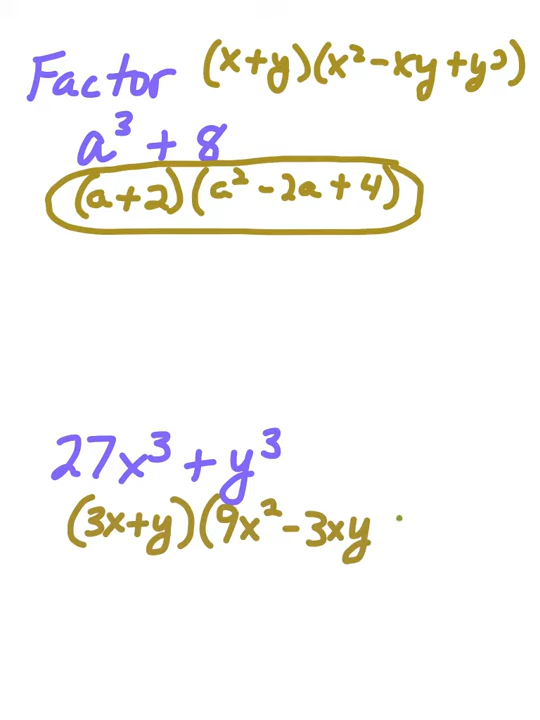 Factor (x+y)(x² - xy + y²)
a³ + 8
(a+2)(a² - 2a + 4)
27x³ + y³
(3x+y)(9x² - 3xy